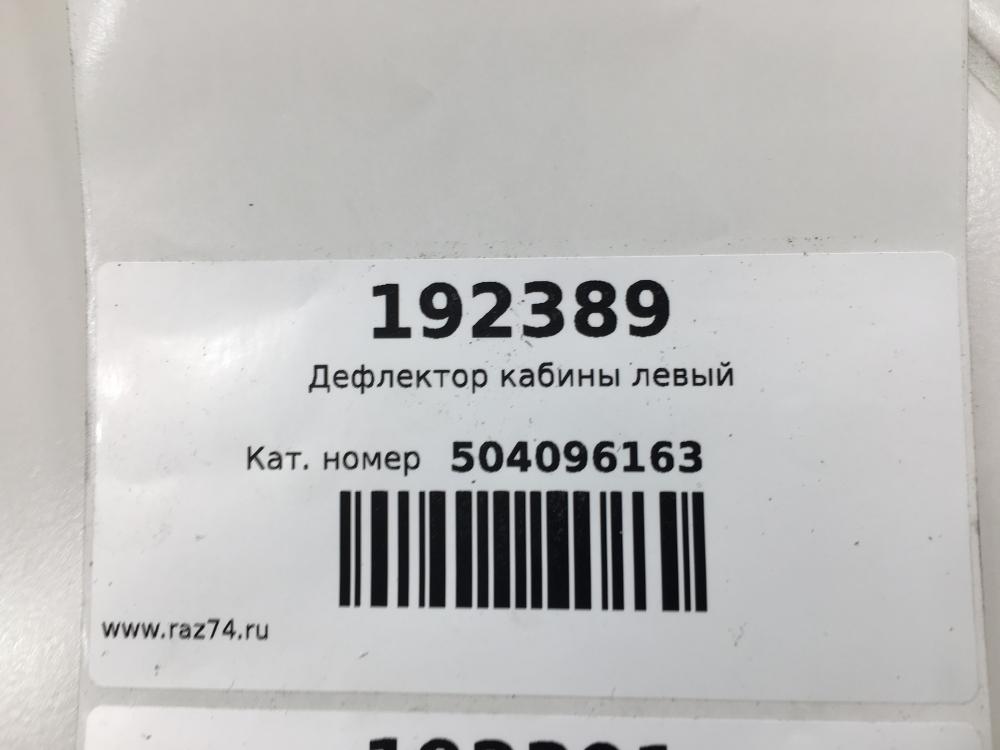 192389
Дефлектор кабины левый
Кат. номер 504096163
www.raz74.ru